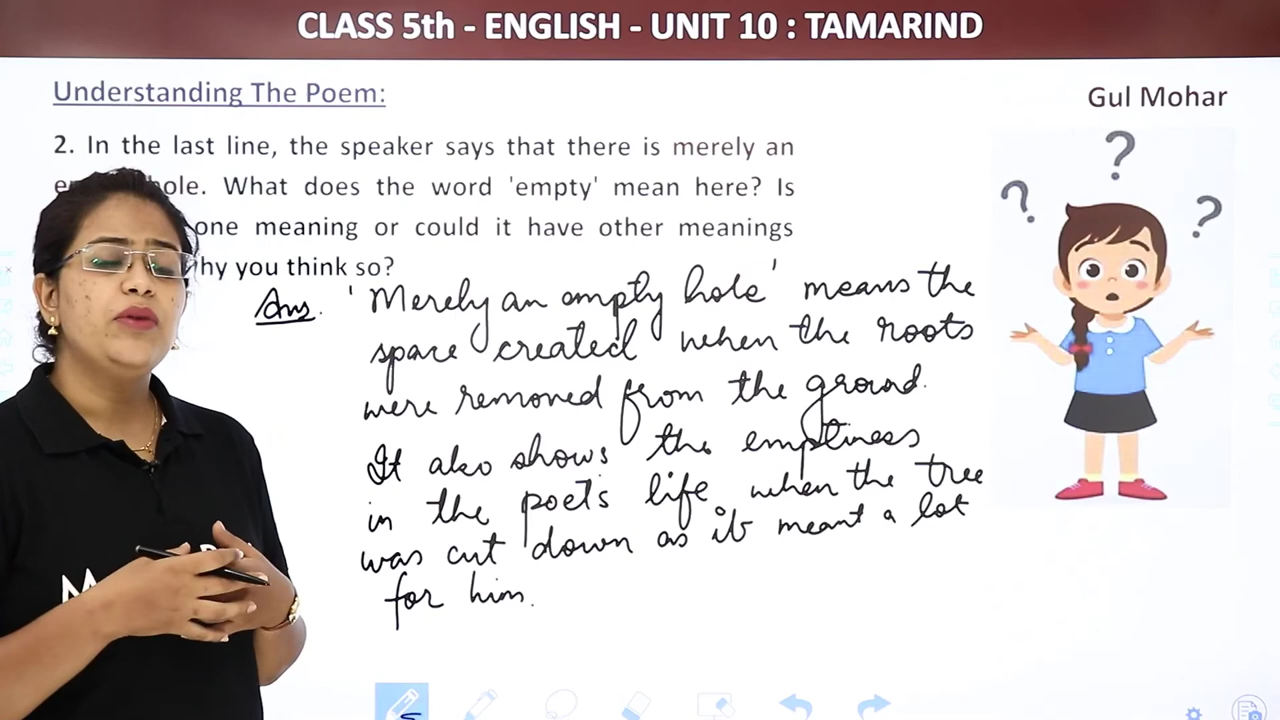 CLASS 5th - ENGLISH - UNIT 10 : TAMARIND
Understanding The Poem:
Gul Mohar
2. In the last line, the speaker says that there is merely an
hole. What does the word 'empty' mean here? Is
one meaning or could it have other meanings
hy you think so?
Ans. 'Merely an empty hole' means the
space created when the roots
were removed from the ground.
It also shows the emptiness
in the poet's life when the tree
was cut down as it meant a lot
for him.